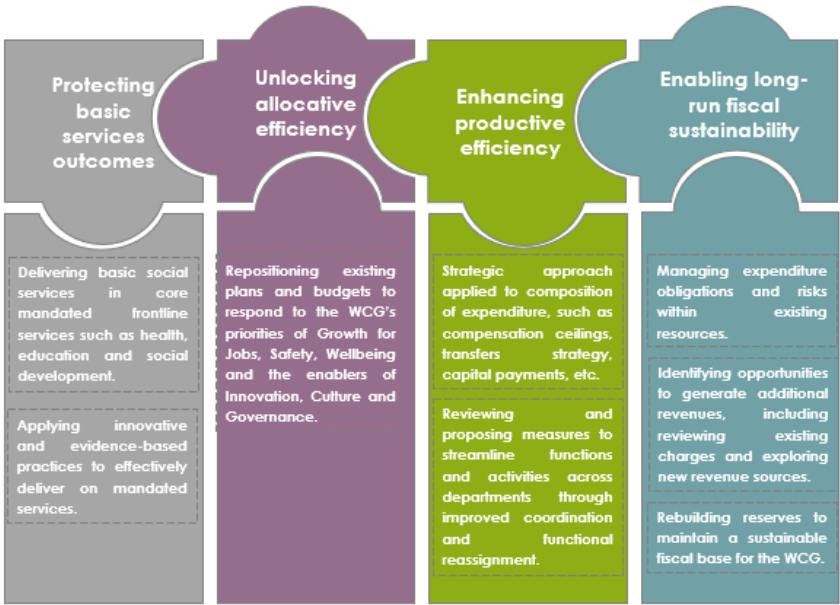 Protecting
basic
services
outcomes
Delivering basic social
services in core
mandated frontline
services such as health,
education and social
development.
Applying innovative
and evidence-based
practices to effectively
deliver on mandated
services.
Unlocking
allocative
efficiency
Repositioning existing
plans and budgets to
respond to the WCG's
priorities of Growth for
Jobs, Safety, Wellbeing
and the enablers of
Innovation, Culture and
Governance.
Enhancing
productive
efficiency
Strategic approach
applied to composition
of expenditure, such as
compensation ceilings,
transfers strategy,
capital payments, etc.
Reviewing and
proposing measures to
streamline functions
and activities across
departments through
improved coordination
and functional
reassignment.
Enabling long-
run fiscal
sustainability
Managing expenditure
obligations and risks
within existing
resources.
Identifying opportunities
to generate additional
revenues, including
reviewing existing
charges and exploring
new revenue sources.
Rebuilding reserves to
maintain a sustainable
fiscal base for the WCG.